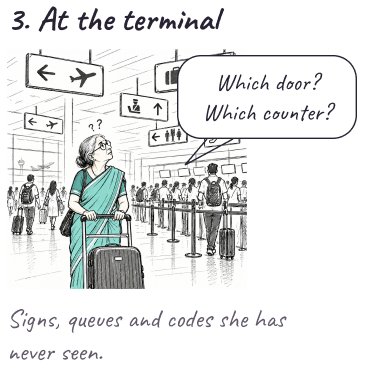 3. At the terminal
Which door?
Which counter?
? ?
Signs, queues and codes she has
never seen.